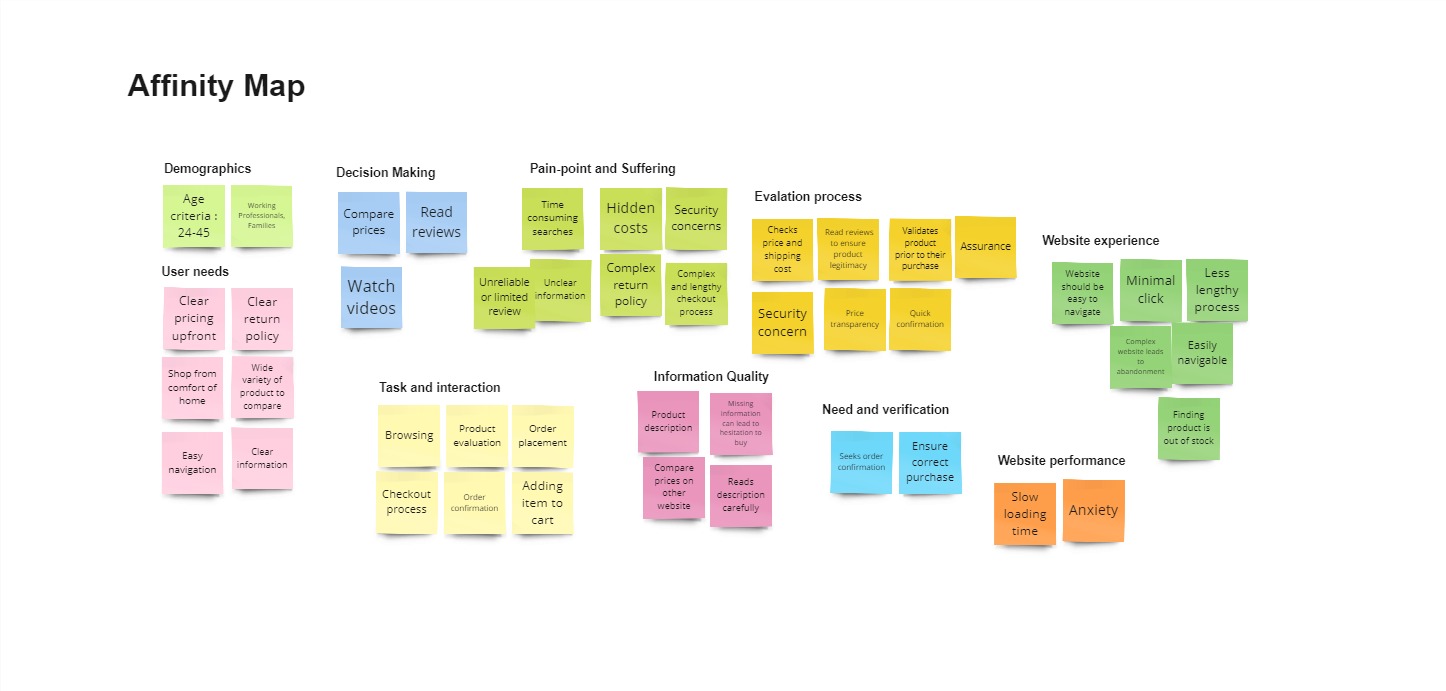 Affinity Map
Demographics
Age
criteria :
24-45
Working
Professionals,
Families
User needs
Clear
pricing
upfront
Clear
return
policy
Shop from
comfort of
home
Wide
variety of
product to
compare
Easy
navigation
Clear
information
Decision Making
Compare
prices
Read
reviews
Watch
videos
Pain-point and Suffering
Time
consuming
searches
Hidden
costs
Security
concerns
Unreliable
or limited
review
Unclear
information
Complex
return
policy
Complex
and lengthy
checkout
process
Evalation process
Checks
price and
shipping
cost
Read reviews
to ensure
product
legitimacy
Validates
product
prior to their
purchase
Assurance
Security
concern
Price
transparency
Quick
confirmation
Website experience
Website
should be
easy to
navigate
Minimal
click
Less
lengthy
process
Complex
website leads
to
abandonment
Easily
navigable
Finding
product is
out of stock
Task and interaction
Browsing
Product
evaluation
Order
placement
Checkout
process
Order
confirmation
Adding
item to
cart
Information Quality
Product
description
Missing
information
can lead to
hesitation to
buy
Compare
prices on
other
website
Reads
description
carefully
Need and verification
Seeks order
confirmation
Ensure
correct
purchase
Website performance
Slow
loading
time
Anxiety